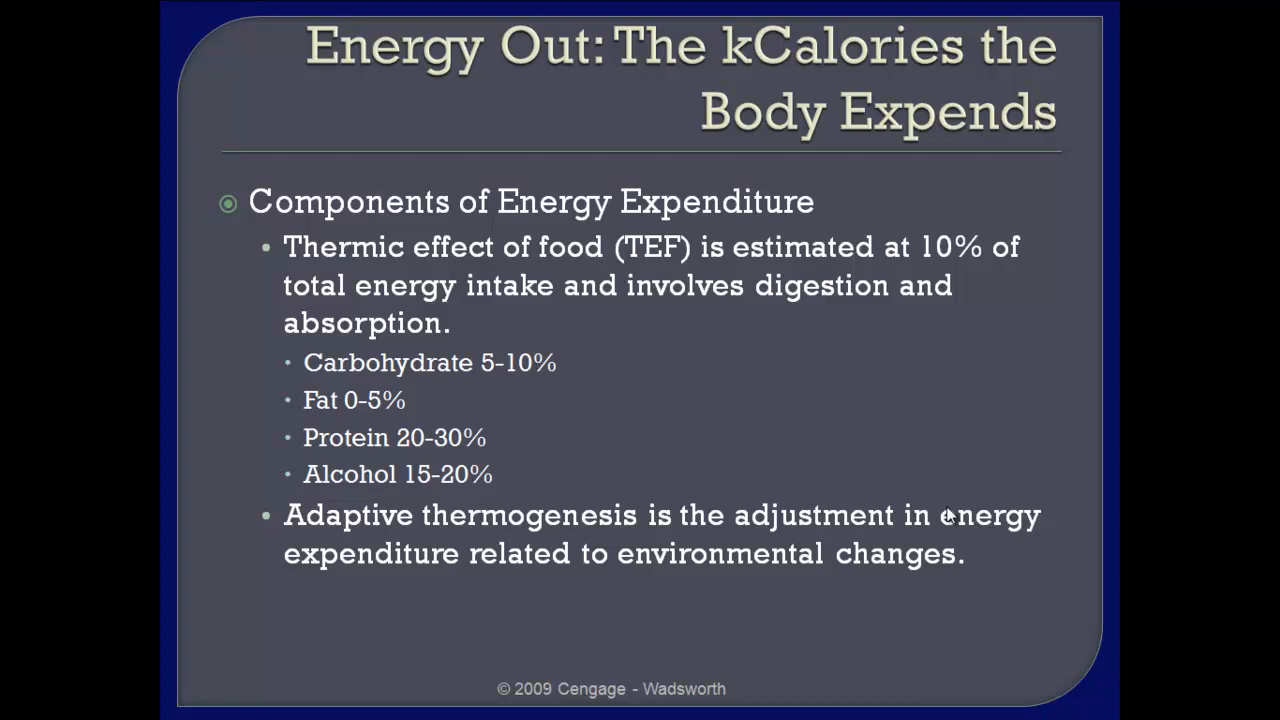 Energy Out: The kCalories the
Body Expends
Components of Energy Expenditure
Thermic effect of food (TEF) is estimated at 10% of
total energy intake and involves digestion and
absorption.
Carbohydrate 5-10%
Fat 0-5%
Protein 20-30%
Alcohol 15-20%
Adaptive thermogenesis is the adjustment in energy
expenditure related to environmental changes.
© 2009 Cengage - Wadsworth